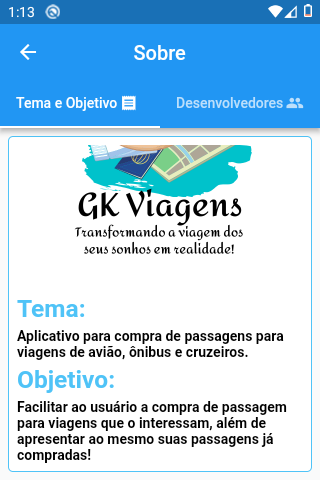 1:13
Sobre
Tema e Objetivo
Desenvolvedores
GK Viagens
Transformando a viagem dos
seus sonhos em realidade!
Tema:
Aplicativo para compra de passagens para
viagens de avião, ônibus e cruzeiros.
Objetivo:
Facilitar ao usuário a compra de passagem
para viagens que o interessam, além de
apresentar ao mesmo suas passagens já
compradas!